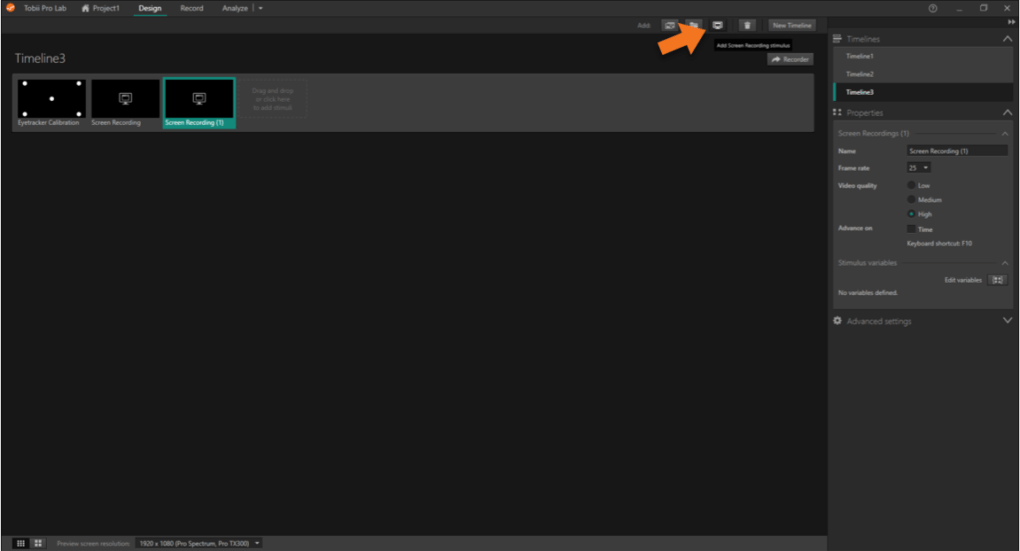 Tobii Pro Lab Project1 Design Record Analyze
Add: New Timeline
Add Screen Recording stimulus
Timeline3
Recorder
Drag and drop
or click here
to add stimuli
Eyetracker Calibration Screen Recording Screen Recording (1)
Timelines
Timeline1
Timeline2
Timeline3
Properties
Screen Recordings (1)
Name Screen Recording (1)
Frame rate 25
Video quality Low
Medium
High
Advance on Time
Keyboard shortcut: F10
Stimulus variables
Edit variables
No variables defined.
Advanced settings
Preview screen resolution: 1920 x 1080 (Pro Spectrum, Pro TX300)